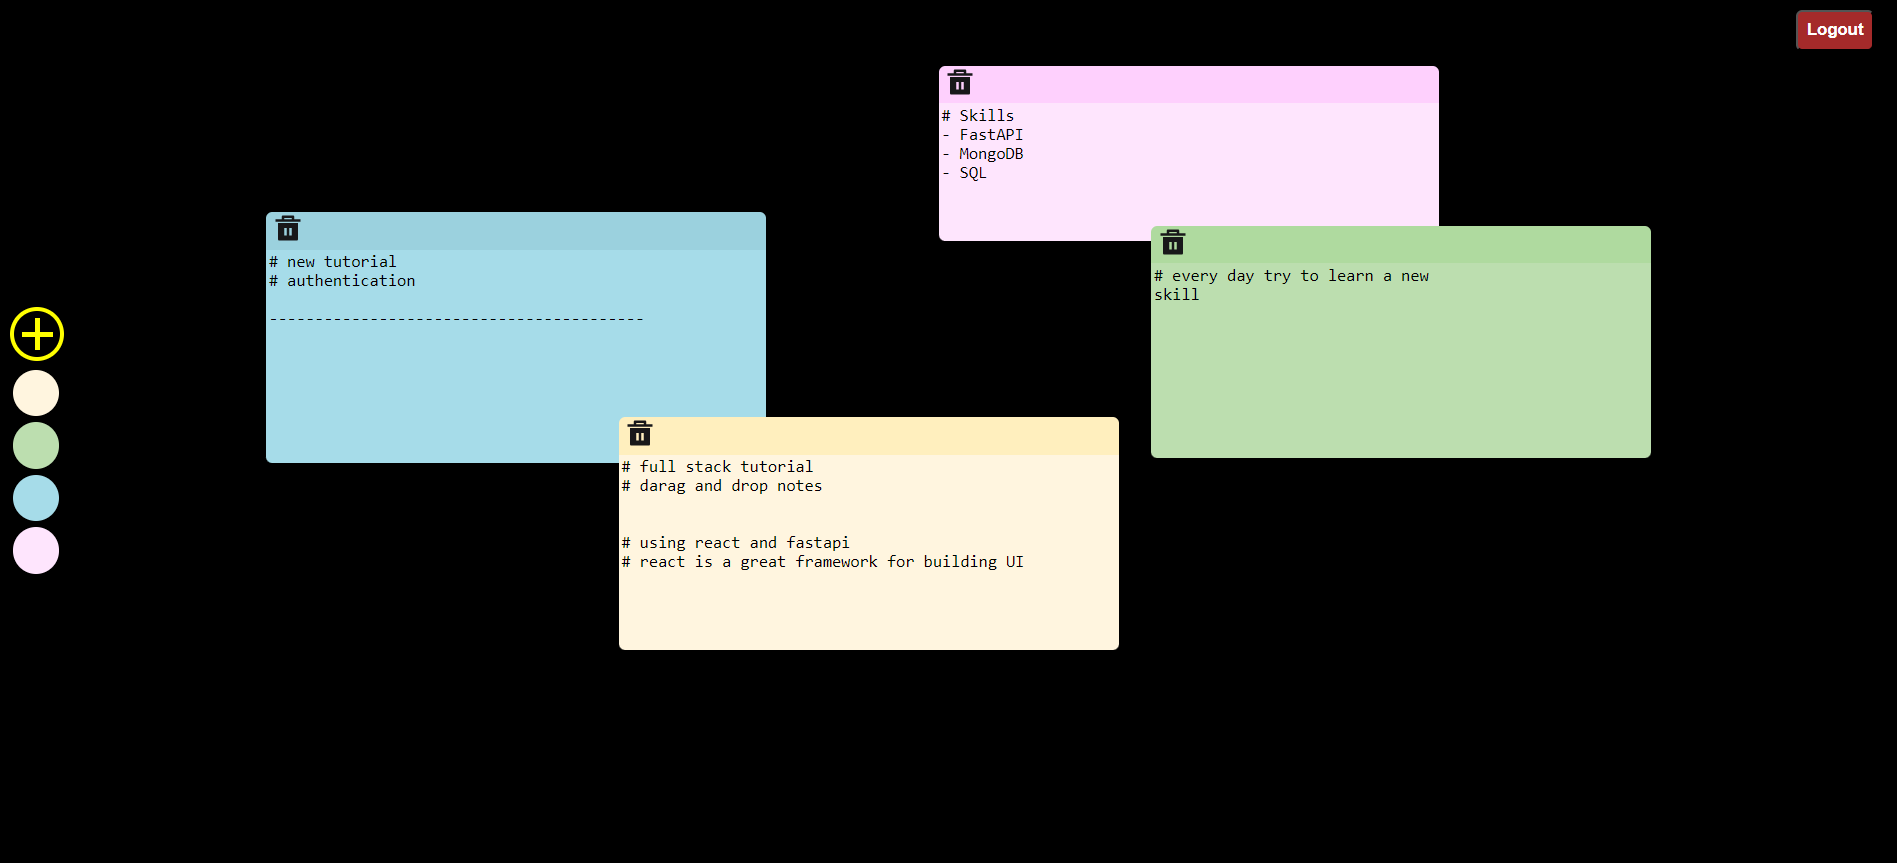 Logout
# Skills
- FastAPI
- MongoDB
- SQL
# new tutorial
# authentication
-----------------------------------------
# every day try to learn a new
skill
# full stack tutorial
# darag and drop notes
# using react and fastapi
# react is a great framework for building UI